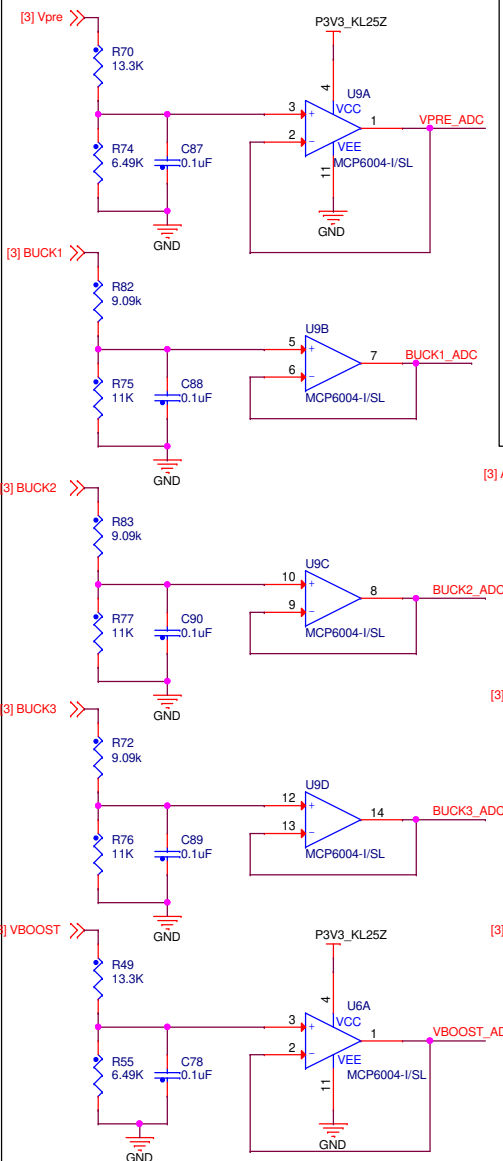 [3] Vpre
P3V3_KL25Z
R70
13.3K
U9A
4
VCC
3
+
1
VPRE_ADC
2
-
VEE
R74
6.49K
C87
0.1uF
MCP6004-I/SL
11
GND
GND
[3] BUCK1
R82
9.09k
U9B
5
+
7
BUCK1_ADC
6
-
R75
11K
C88
0.1uF
MCP6004-I/SL
GND
[3] A
3] BUCK2
R83
9.09k
U9C
10
+
8
BUCK2_ADC
9
-
R77
11K
C90
0.1uF
MCP6004-I/SL
GND
[3]
3] BUCK3
R72
9.09k
U9D
12
+
14
BUCK3_ADC
13
-
R76
11K
C89
0.1uF
MCP6004-I/SL
GND
[3]
] VBOOST
P3V3_KL25Z
R49
13.3K
U6A
4
VCC
3
+
1
VBOOST_AD
2
-
VEE
R55
6.49K
C78
0.1uF
MCP6004-I/SL
11
GND
GND